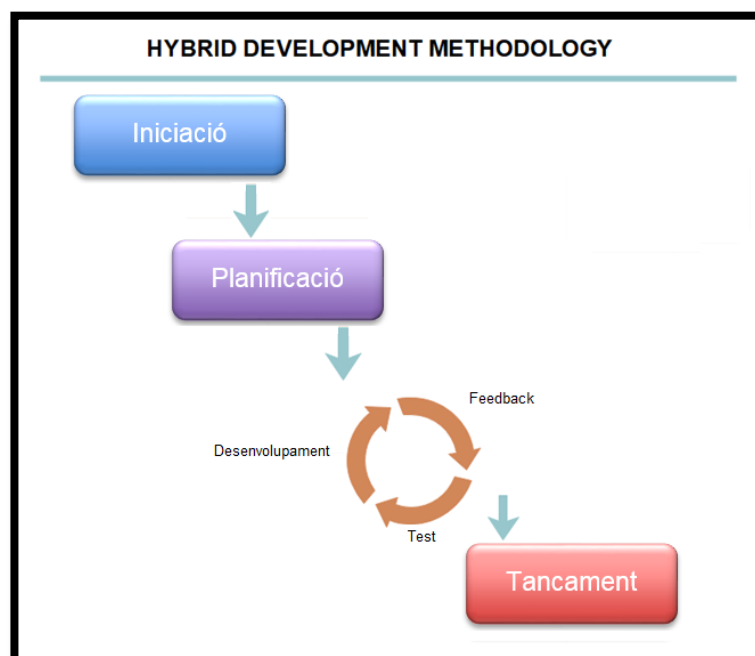 HYBRID DEVELOPMENT METHODOLOGY
Iniciació
Planificació
Feedback
Desenvolupament
Test
Tancament